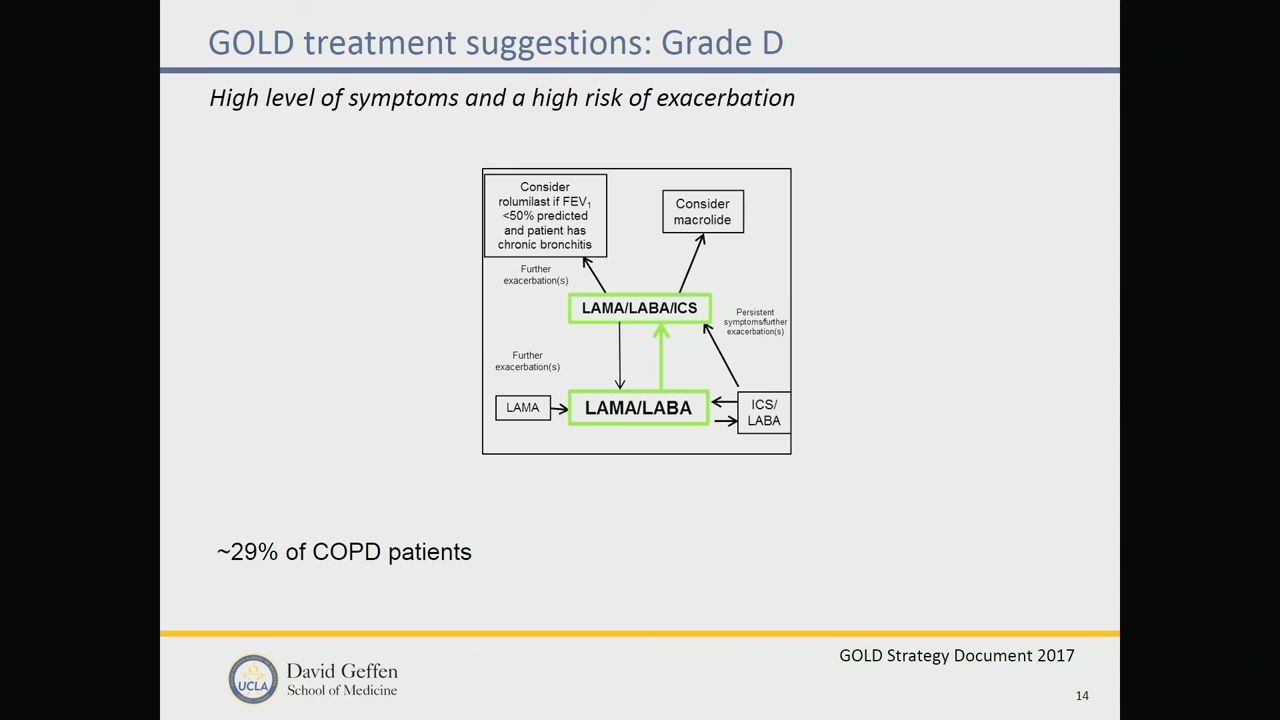 GOLD treatment suggestions: Grade D
High level of symptoms and a high risk of exacerbation
Consider
rolumilast if FEV1
<50% predicted
and patient has
chronic bronchitis
Consider
macrolide
Further
exacerbation(s)
LAMA/LABA/ICS
Persistent
symptoms/further
exacerbation(s)
Further
exacerbation(s)
LAMA
LAMA/LABA
ICS/
LABA
~29% of COPD patients
UCLA
David Geffen
School of Medicine
GOLD Strategy Document 2017
14